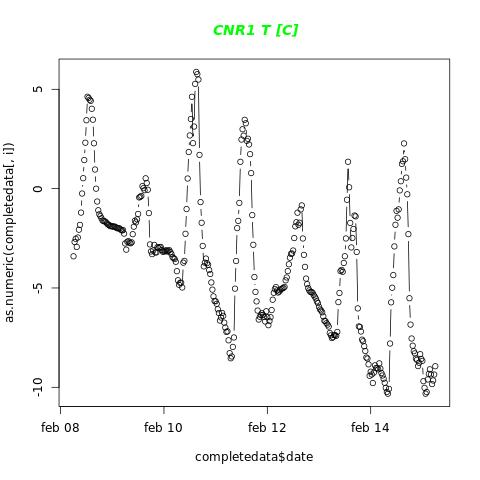 CNR1 T [C]
as.numeric(completedata[, i])
5
0
-5
-10
feb 08
feb 10
feb 12
feb 14
completedata$date